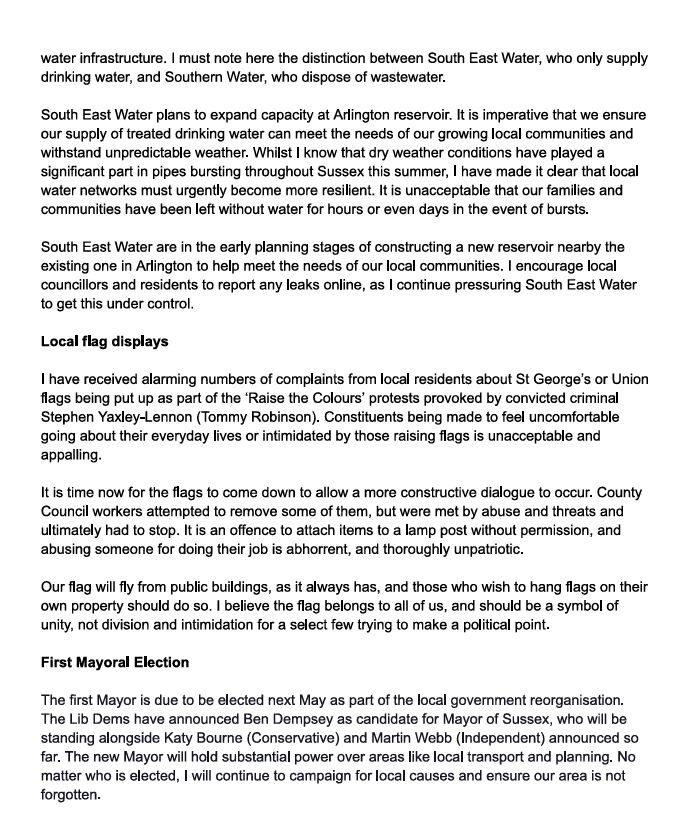 water infrastructure. I must note here the distinction between South East Water, who only supply
drinking water, and Southern Water, who dispose of wastewater.
South East Water plans to expand capacity at Arlington reservoir. It is imperative that we ensure
our supply of treated drinking water can meet the needs of our growing local communities and
withstand unpredictable weather. Whilst I know that dry weather conditions have played a
significant part in pipes bursting throughout Sussex this summer, I have made it clear that local
water networks must urgently become more resilient. It is unacceptable that our families and
communities have been left without water for hours or even days in the event of bursts.
South East Water are in the early planning stages of constructing a new reservoir nearby the
existing one in Arlington to help meet the needs of our local communities. I encourage local
councillors and residents to report any leaks online, as I continue pressuring South East Water
to get this under control.
Local flag displays
I have received alarming numbers of complaints from local residents about St George's or Union
flags being put up as part of the 'Raise the Colours' protests provoked by convicted criminal
Stephen Yaxley-Lennon (Tommy Robinson). Constituents being made to feel uncomfortable
going about their everyday lives or intimidated by those raising flags is unacceptable and
appalling.
It is time now for the flags to come down to allow a more constructive dialogue to occur. County
Council workers attempted to remove some of them, but were met by abuse and threats and
ultimately had to stop. It is an offence to attach items to a lamp post without permission, and
abusing someone for doing their job is abhorrent, and thoroughly unpatriotic.
Our flag will fly from public buildings, as it always has, and those who wish to hang flags on their
own property should do so. I believe the flag belongs to all of us, and should be a symbol of
unity, not division and intimidation for a select few trying to make a political point.
First Mayoral Election
The first Mayor is due to be elected next May as part of the local government reorganisation.
The Lib Dems have announced Ben Dempsey as candidate for Mayor of Sussex, who will be
standing alongside Katy Bourne (Conservative) and Martin Webb (Independent) announced so
far. The new Mayor will hold substantial power over areas like local transport and planning. No
matter who is elected, I will continue to campaign for local causes and ensure our area is not
forgotten.